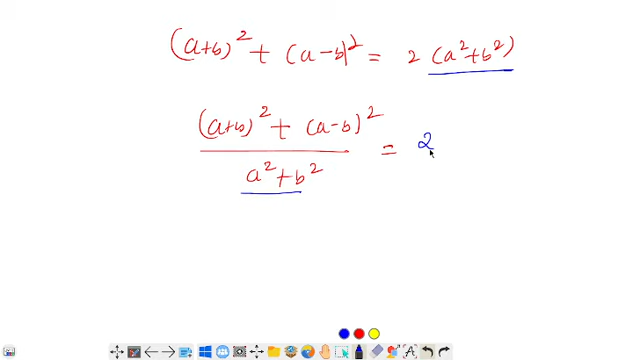 (a+b)² + (a-b)² = 2 (a²+b²)
(a+b)² + (a-b)²
= 2
a² + b²